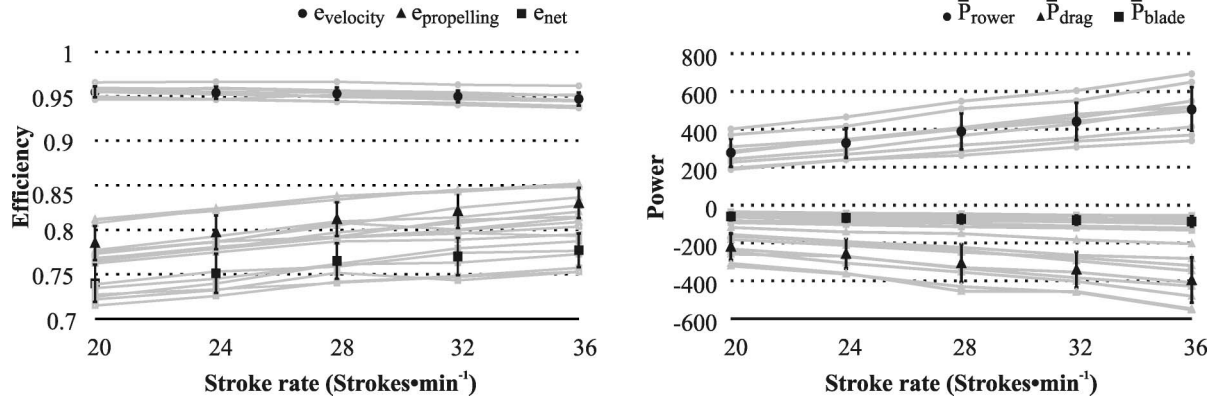 e_velocity e_propelling e_net
1
0.95
0.9
0.85
0.8
0.75
0.7
Efficiency
20 24 28 32 36
Stroke rate (Strokes•min⁻¹)
P̅_rower P̅_drag P̅_blade
800
600
400
200
0
-200
-400
-600
Power
20 24 28 32 36
Stroke rate (Strokes•min⁻¹)